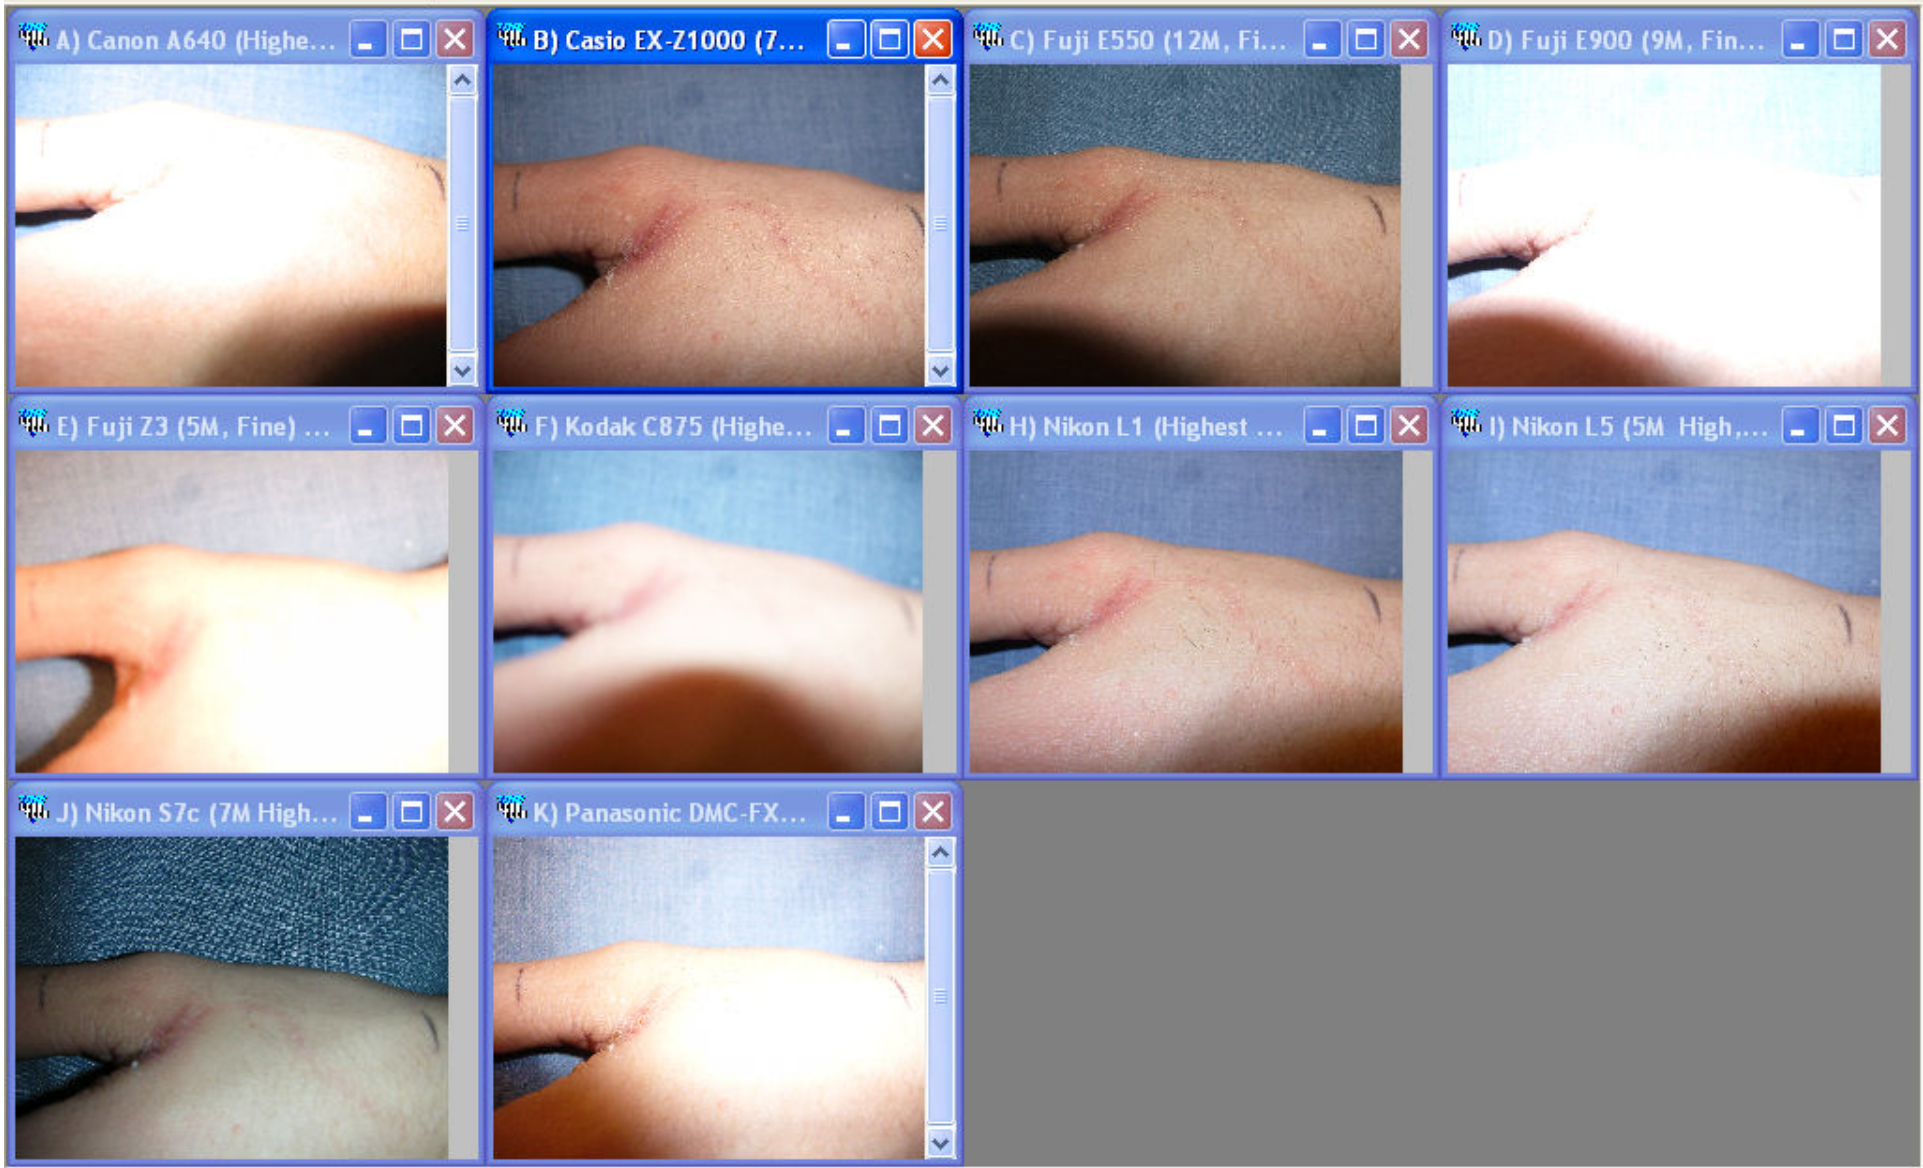 A) Canon A640 (Highe...
B) Casio EX-Z1000 (7...
C) Fuji E550 (12M, Fi...
D) Fuji E900 (9M, Fin...
E) Fuji Z3 (5M, Fine) ...
F) Kodak C875 (Highe...
H) Nikon L1 (Highest ...
I) Nikon L5 (5M High,...
J) Nikon S7c (7M High...
K) Panasonic DMC-FX...